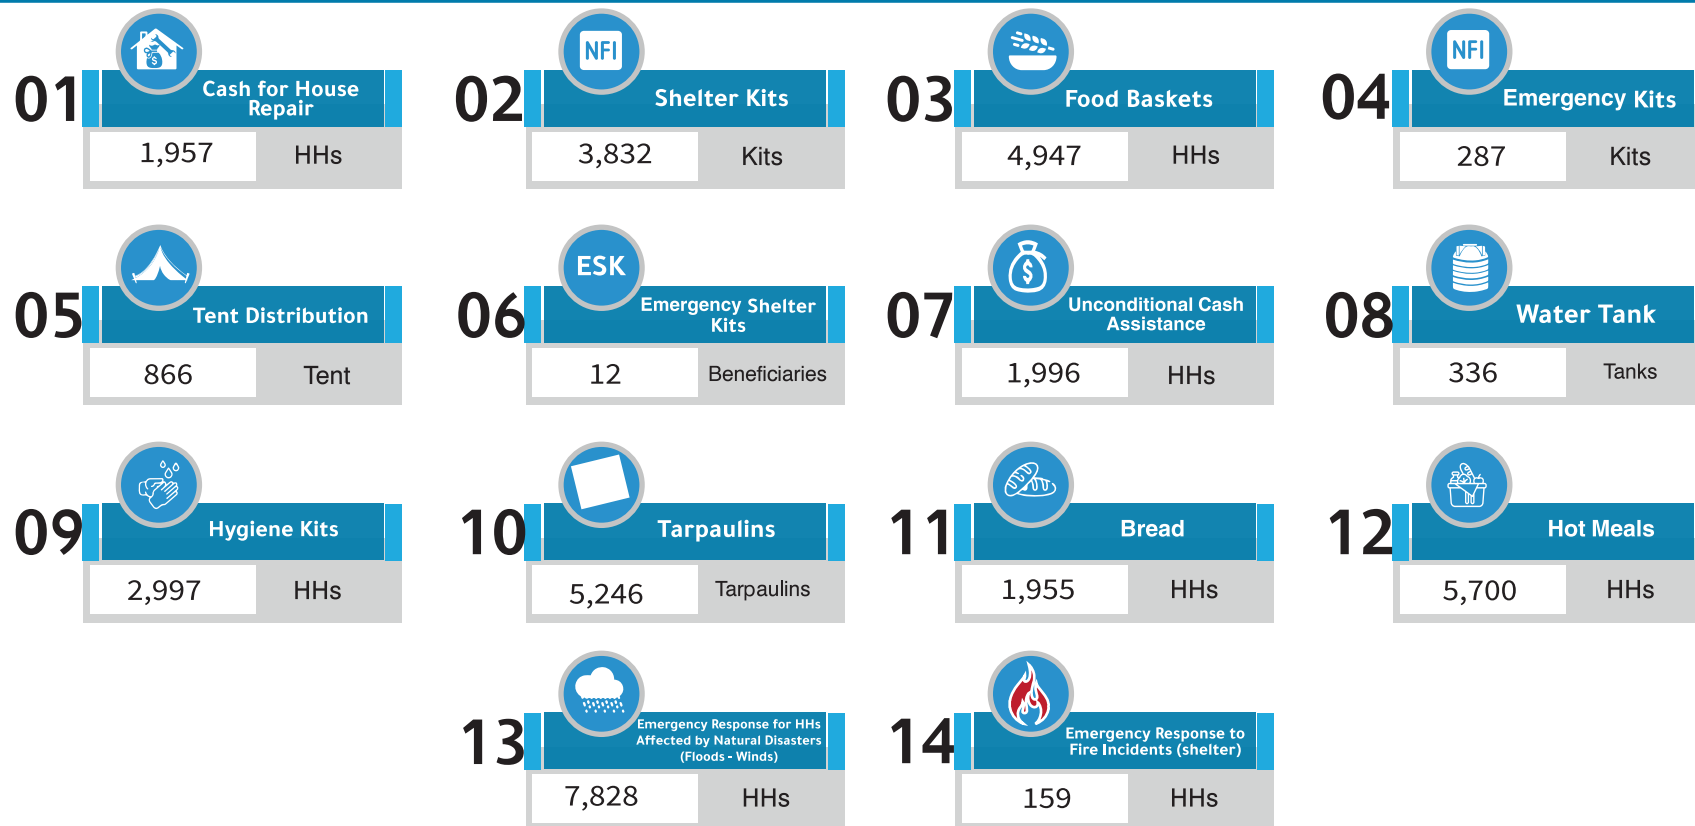 01
Cash for House
Repair
1,957 HHs
02
NFI
Shelter Kits
3,832 Kits
03
Food Baskets
4,947 HHs
04
NFI
Emergency Kits
287 Kits
05
Tent Distribution
866 Tent
06
ESK
Emergency Shelter
Kits
12 Beneficiaries
07
$
Unconditional Cash
Assistance
1,996 HHs
08
Water Tank
336 Tanks
09
Hygiene Kits
2,997 HHs
10
Tarpaulins
5,246 Tarpaulins
11
Bread
1,955 HHs
12
Hot Meals
5,700 HHs
13
Emergency Response for HHs
Affected by Natural Disasters
(Floods - Winds)
7,828 HHs
14
Emergency Response to
Fire Incidents (shelter)
159 HHs